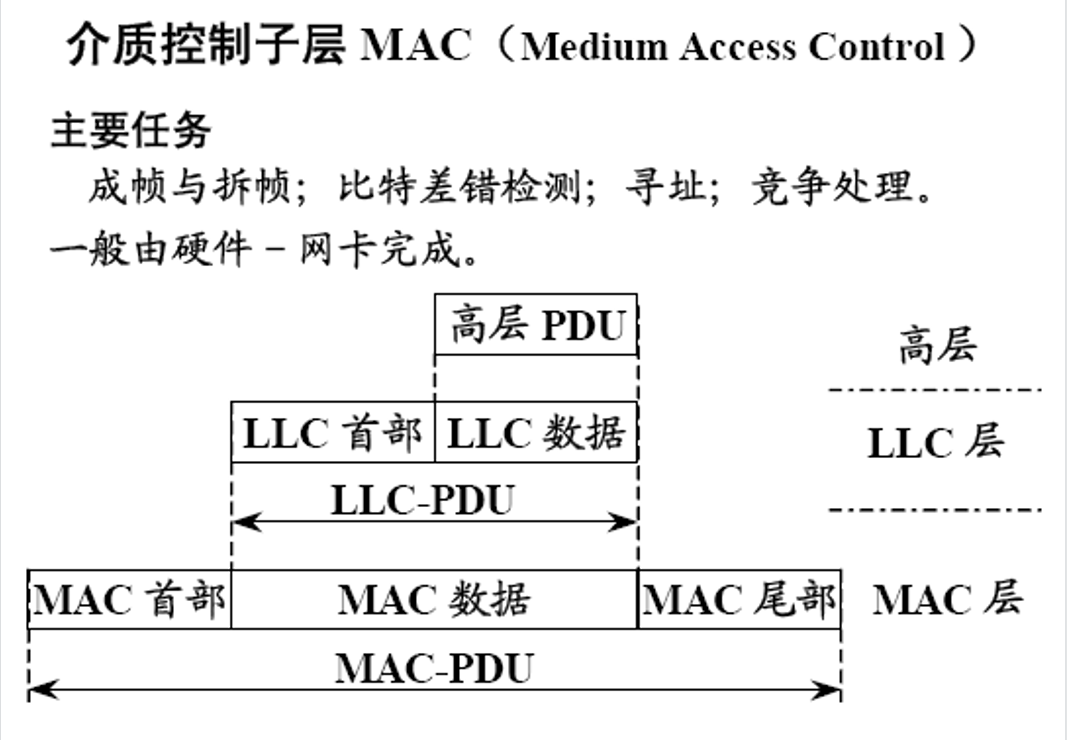 介质控制子层 MAC（Medium Access Control）
主要任务
成帧与拆帧；比特差错检测；寻址；竞争处理。
一般由硬件－网卡完成。
高层 PDU
高层
LLC 首部
LLC 数据
LLC 层
LLC-PDU
MAC 首部
MAC 数据
MAC 尾部
MAC 层
MAC-PDU